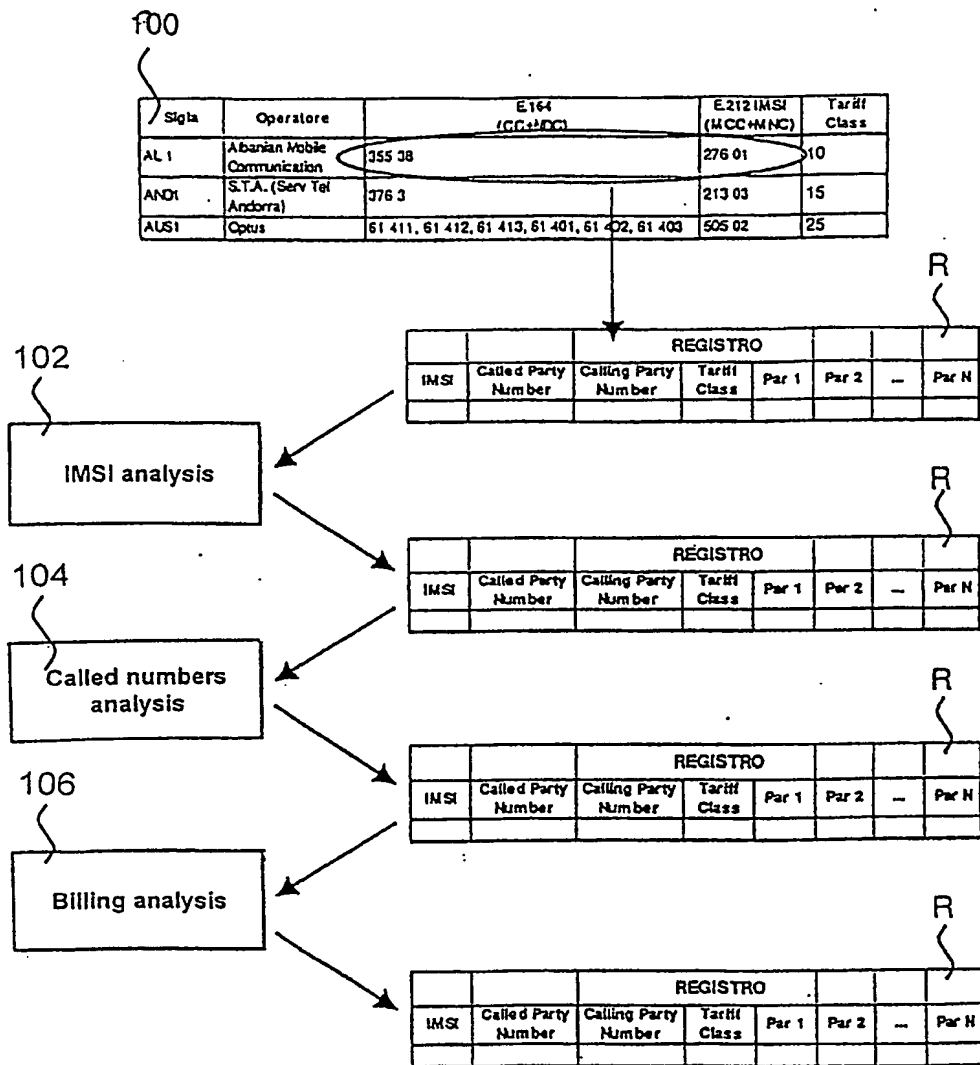 100
Sigla Operatore E.164 (CC+NDC) E.212 IMSI (MCC+MNC) Tariff Class
AL 1 Albanian Mobile Communication 355 38 276 01 10
AND1 S.T.A. (Serv Tel Andorra) 376 3 213 03 15
AUS1 Optus 61 411, 61 412, 61 413, 61 401, 61 402, 61 403 505 02 25
R
REGISTRO
IMSI Called Party Number Calling Party Number Tariff Class Par 1 Par 2 ... Par N
102
IMSI analysis
R
REGISTRO
IMSI Called Party Number Calling Party Number Tariff Class Par 1 Par 2 ... Par N
104
Called numbers
analysis
R
REGISTRO
IMSI Called Party Number Calling Party Number Tariff Class Par 1 Par 2 ... Par N
106
Billing analysis
R
REGISTRO
IMSI Called Party Number Calling Party Number Tariff Class Par 1 Par 2 ... Par N